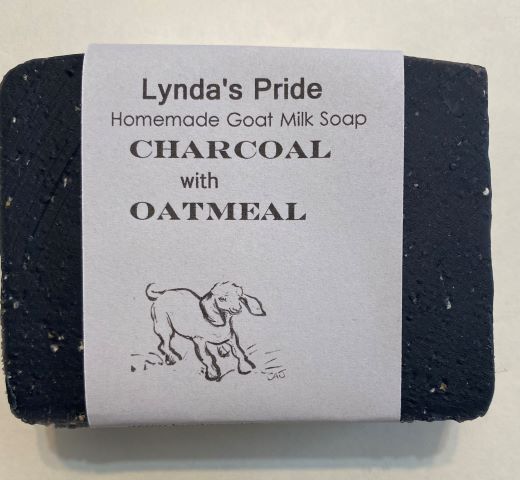 Lynda's Pride
Homemade Goat Milk Soap
CHARCOAL
with
OATMEAL